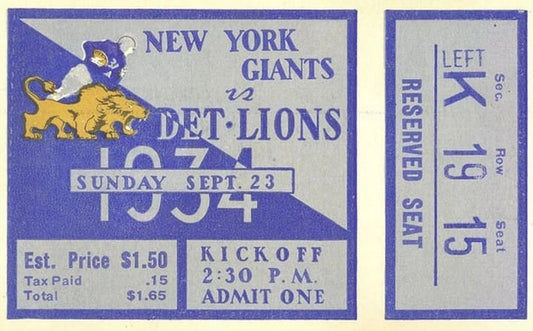 NEW YORK
GIANTS
vs
DET·LIONS
1934
SUNDAY SEPT. 23
Est. Price $1.50
Tax Paid .15
Total $1.65
KICKOFF
2:30 P.M.
ADMIT ONE
LEFT
K 19 15
Sec. Row Seat
RESERVED SEAT